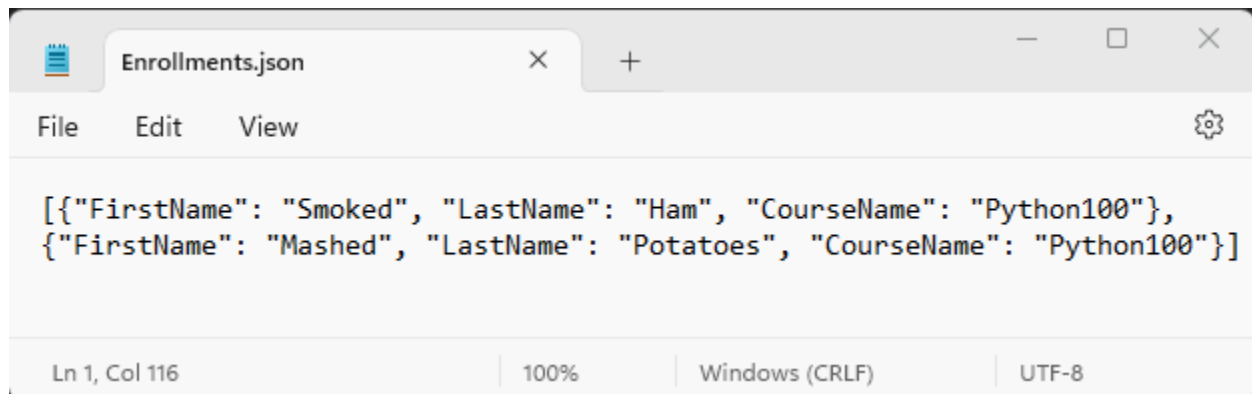 Enrollments.json
File Edit View
[{"FirstName": "Smoked", "LastName": "Ham", "CourseName": "Python100"},
{"FirstName": "Mashed", "LastName": "Potatoes", "CourseName": "Python100"}]
Ln 1, Col 116 100% Windows (CRLF) UTF-8